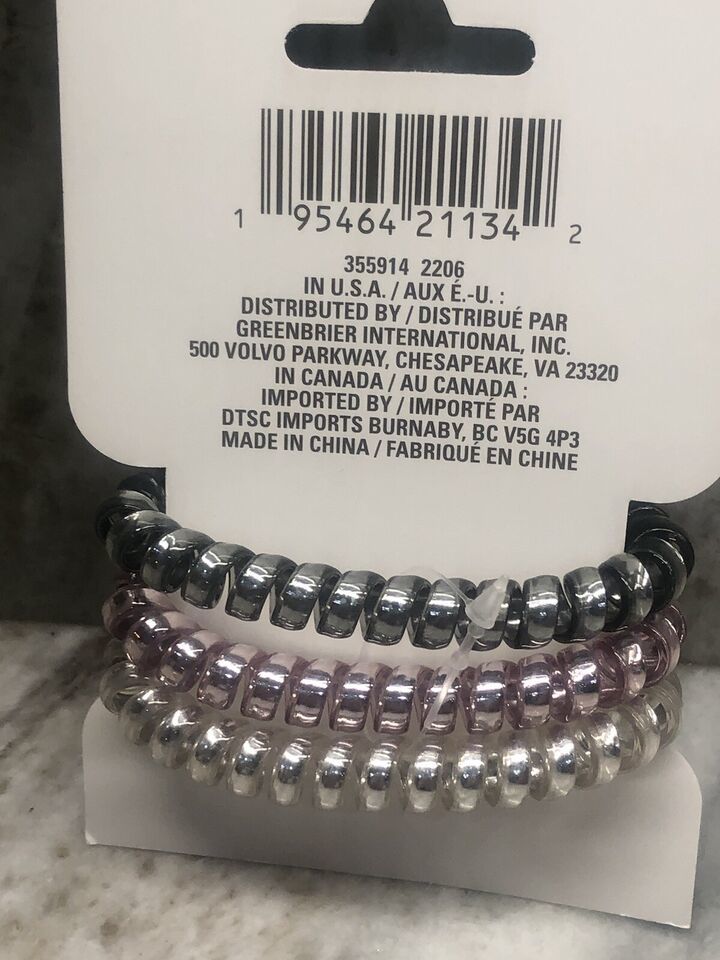 1 95464 21134 2
355914 2206
IN U.S.A. / AUX É.-U. :
DISTRIBUTED BY / DISTRIBUÉ PAR
GREENBRIER INTERNATIONAL, INC.
500 VOLVO PARKWAY, CHESAPEAKE, VA 23320
IN CANADA / AU CANADA :
IMPORTED BY / IMPORTÉ PAR
DTSC IMPORTS BURNABY, BC V5G 4P3
MADE IN CHINA / FABRIQUÉ EN CHINE